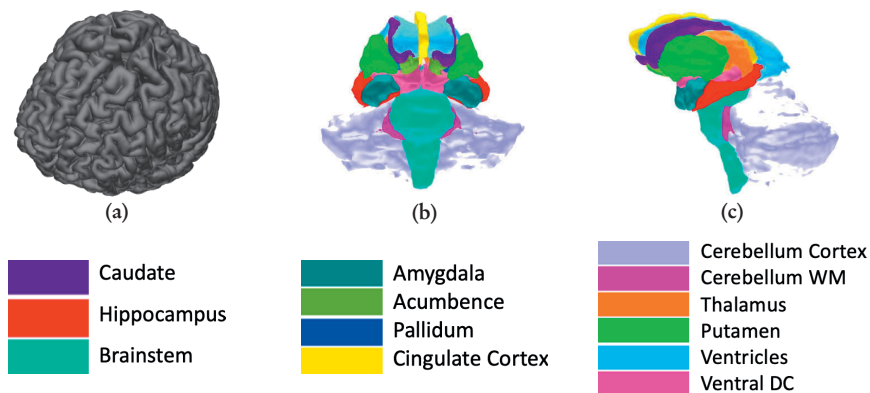 (a)
(b)
(c)
Caudate
Hippocampus
Brainstem
Amygdala
Acumbence
Pallidum
Cingulate Cortex
Cerebellum Cortex
Cerebellum WM
Thalamus
Putamen
Ventricles
Ventral DC